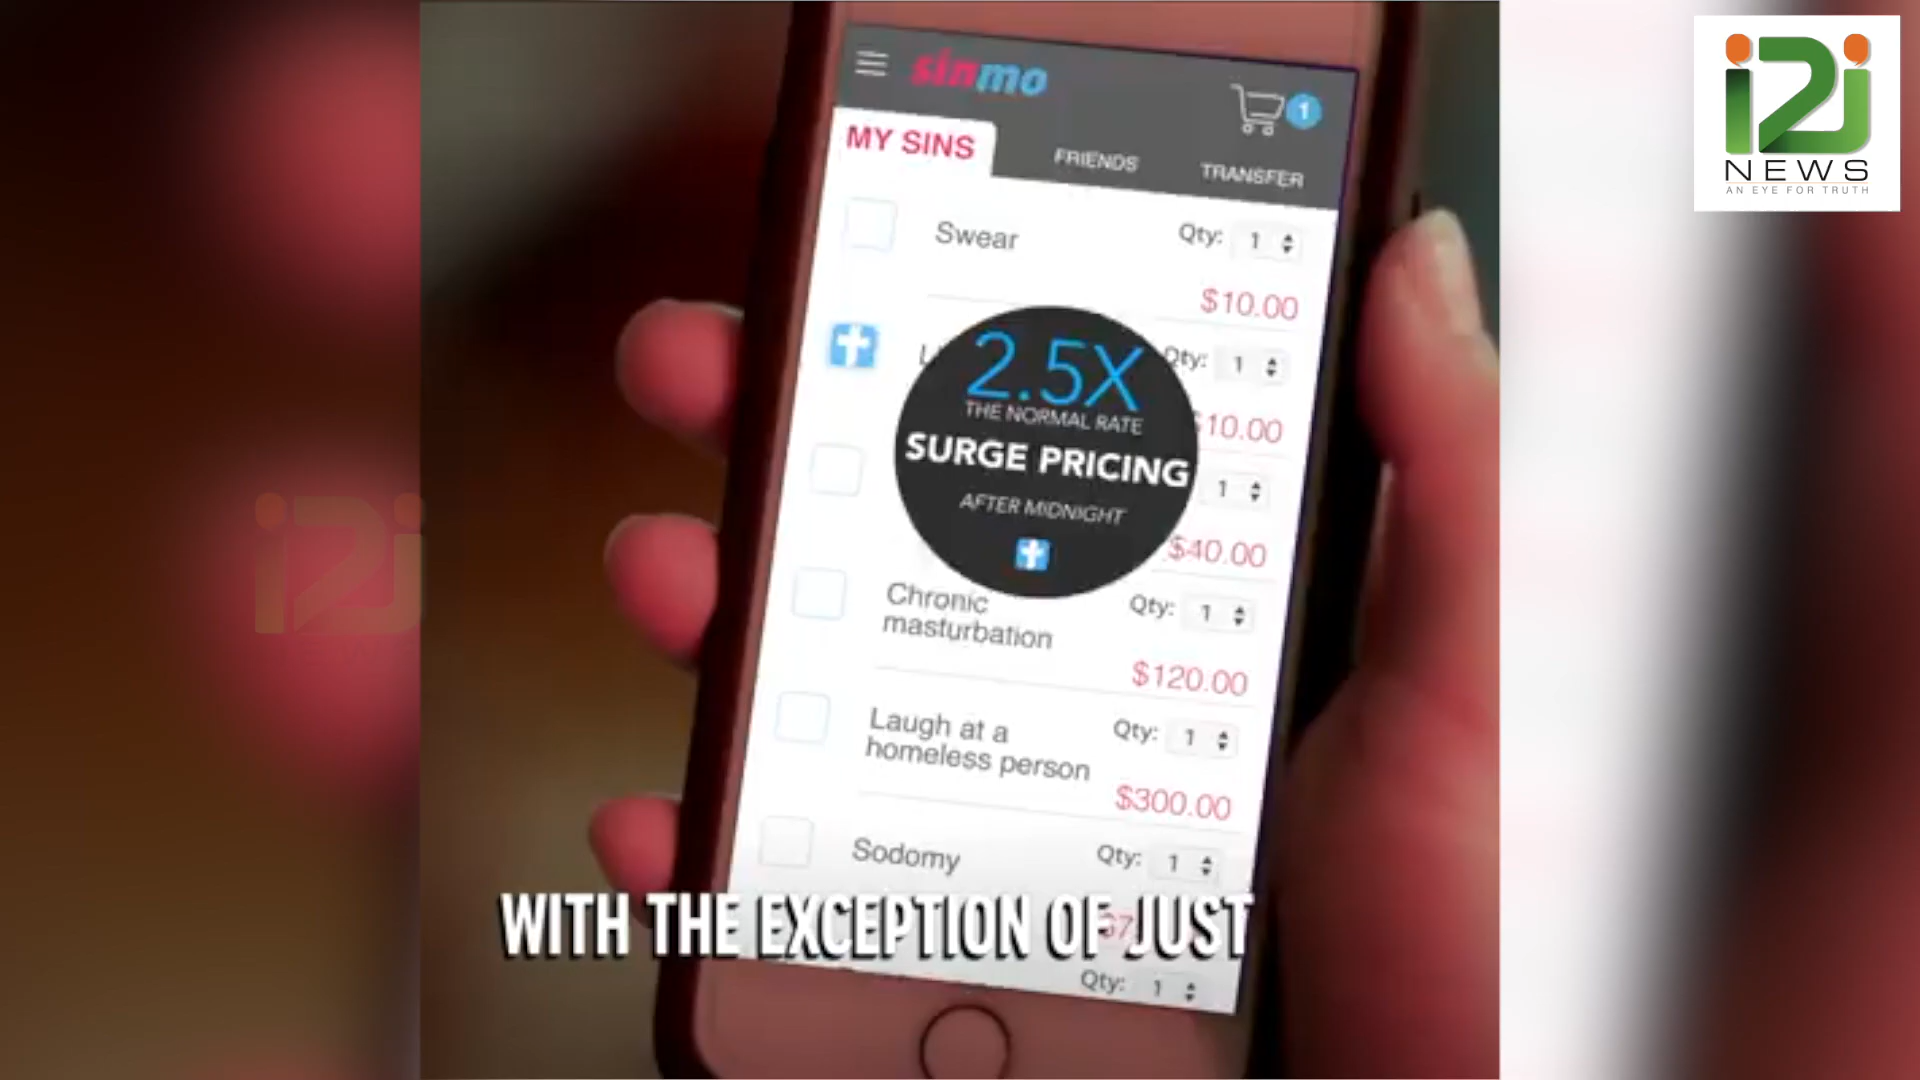 sinmo
1
MY SINS
FRIENDS
TRANSFER
Swear
Qty: 1
$10.00
Qty: 1
$10.00
2.5X
THE NORMAL RATE
SURGE PRICING
AFTER MIDNIGHT
1
$40.00
Chronic
masturbation
Qty: 1
$120.00
Laugh at a
homeless person
Qty: 1
$300.00
Sodomy
Qty: 1
WITH THE EXCEPTION OF JUST
Qty: 1
i2i
NEWS
AN EYE FOR TRUTH
i2i